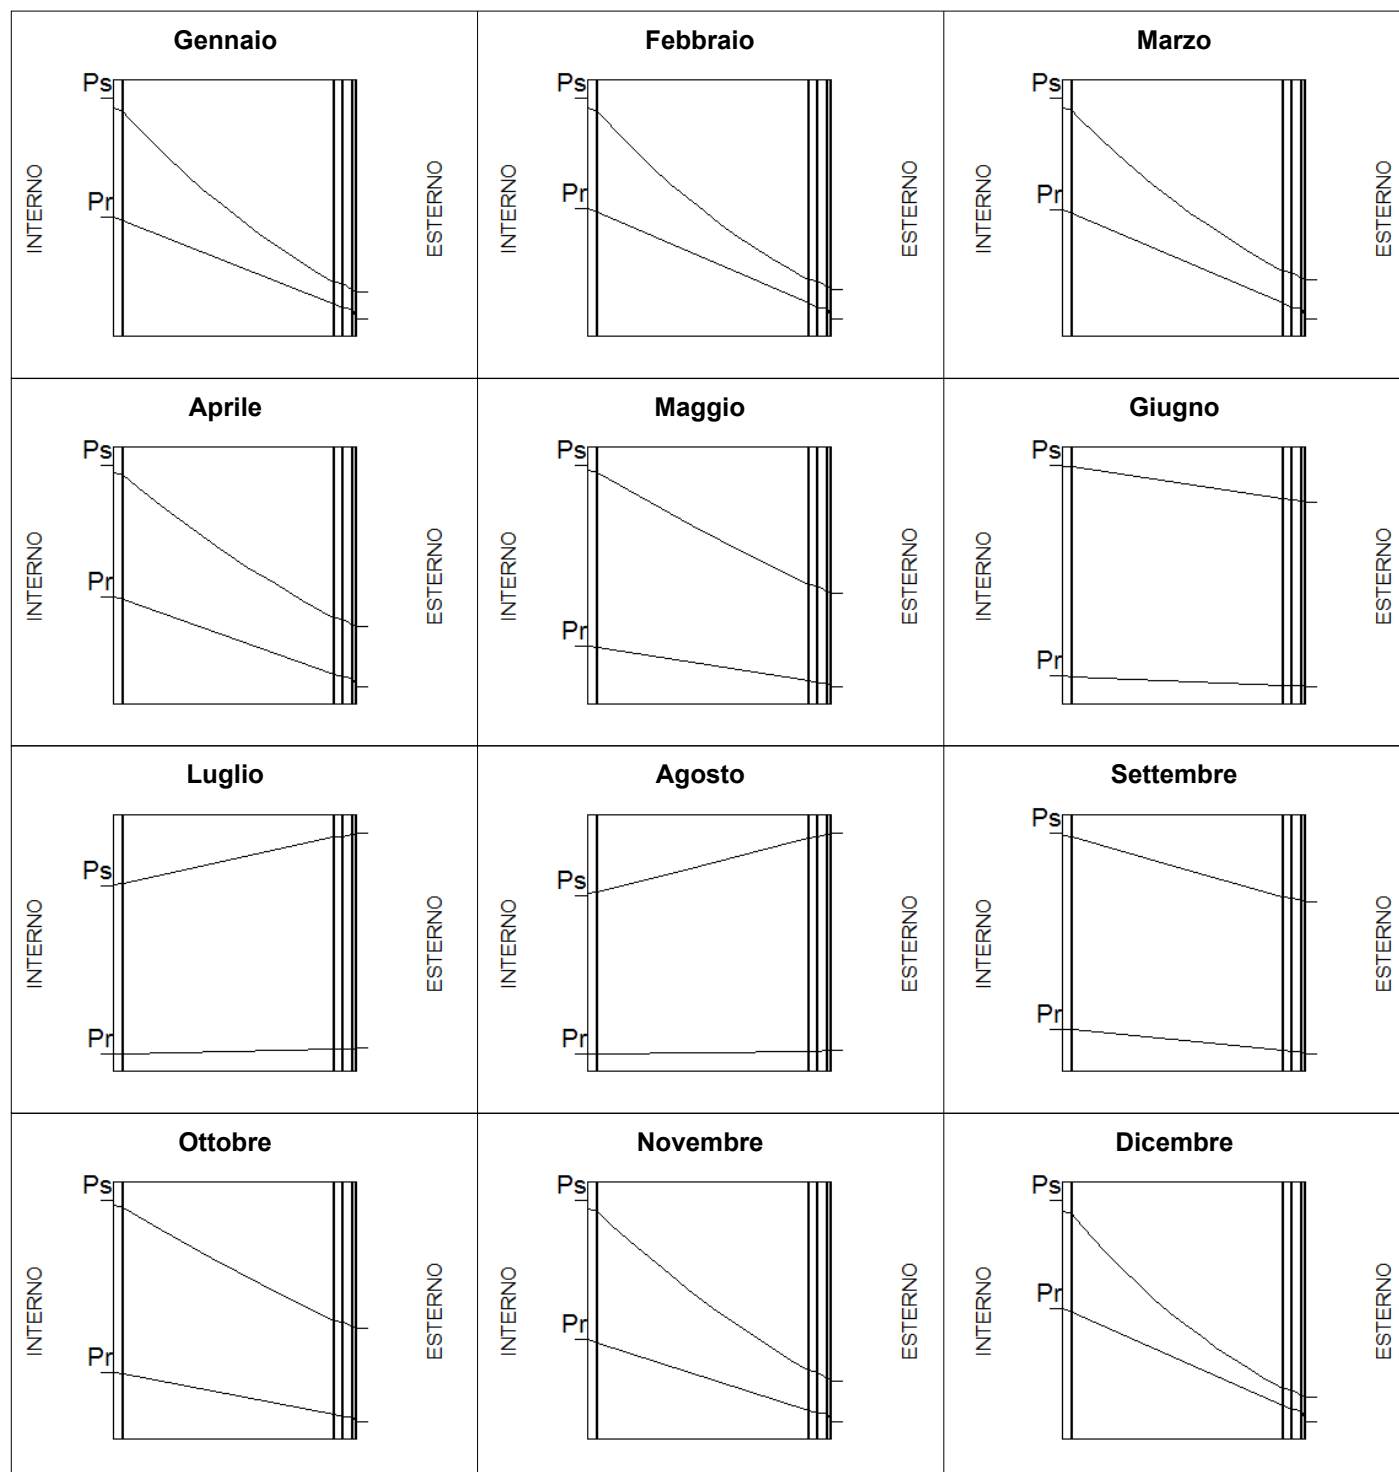 Gennaio
Febbraio
Marzo
Ps
Pr
INTERNO
ESTERNO
Ps
Pr
INTERNO
ESTERNO
Ps
Pr
INTERNO
ESTERNO
Aprile
Maggio
Giugno
Ps
Pr
INTERNO
ESTERNO
Ps
Pr
INTERNO
ESTERNO
Ps
Pr
INTERNO
ESTERNO
Luglio
Agosto
Settembre
Ps
Pr
INTERNO
ESTERNO
Ps
Pr
INTERNO
ESTERNO
Ps
Pr
INTERNO
ESTERNO
Ottobre
Novembre
Dicembre
Ps
Pr
INTERNO
ESTERNO
Ps
Pr
INTERNO
ESTERNO
Ps
Pr
INTERNO
ESTERNO